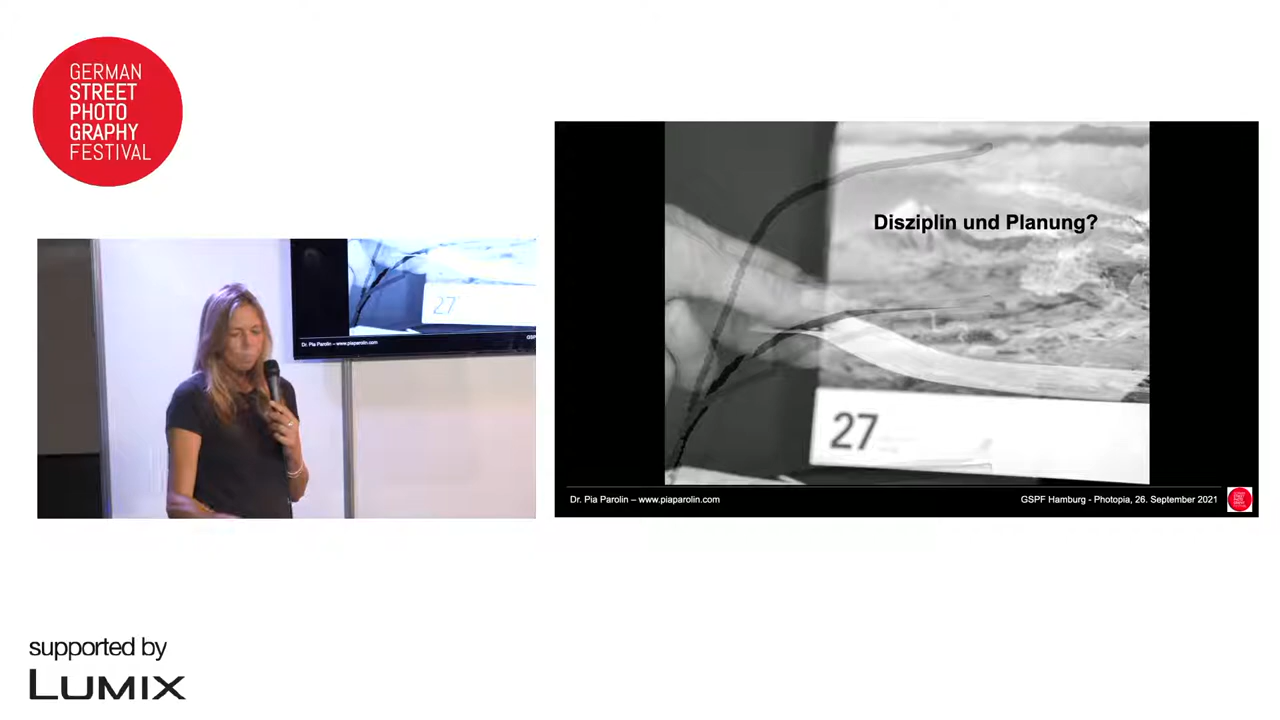 GERMAN
STREET
PHOTO
GRAPHY
FESTIVAL
27
Dr. Pia Parolin – www.piaparolin.com
Disziplin und Planung?
27
Dr. Pia Parolin – www.piaparolin.com
GSPF Hamburg - Photopia, 26. September 2021
supported by
LUMIX